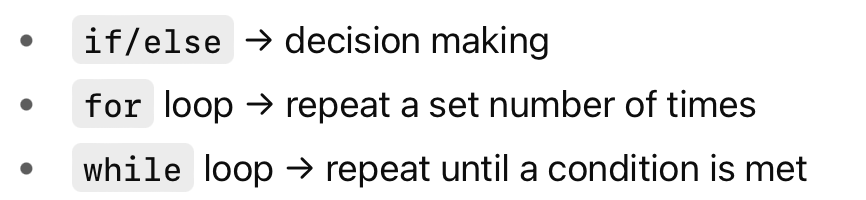 • if/else → decision making
• for loop → repeat a set number of times
• while loop → repeat until a condition is met